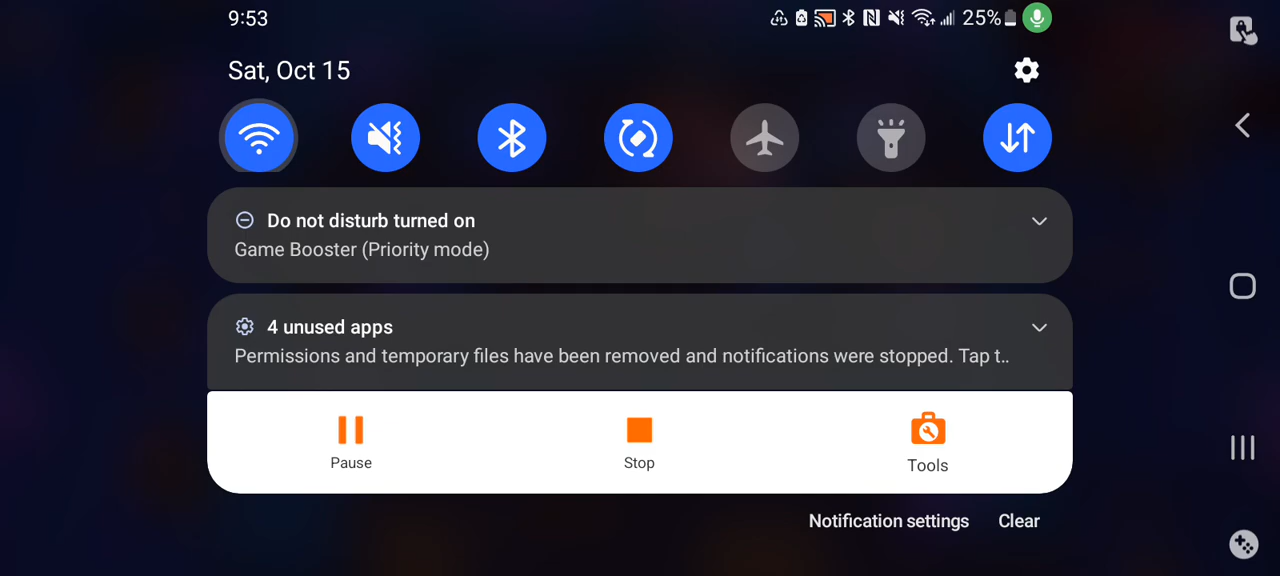 9:53
25%
Sat, Oct 15
Do not disturb turned on
Game Booster (Priority mode)
4 unused apps
Permissions and temporary files have been removed and notifications were stopped. Tap t..
Pause
Stop
Tools
Notification settings
Clear